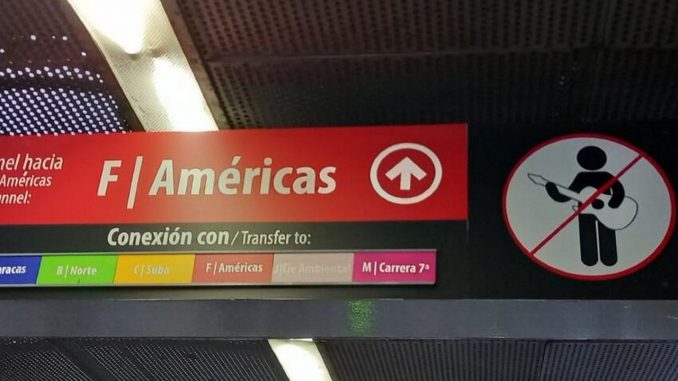 nel hacia
Américas
nnel:
F | Américas
Conexión con / Transfer to:
aracas
B | Norte
C | Suba
F | Américas
J | Eje Ambiental
M | Carrera 7ª